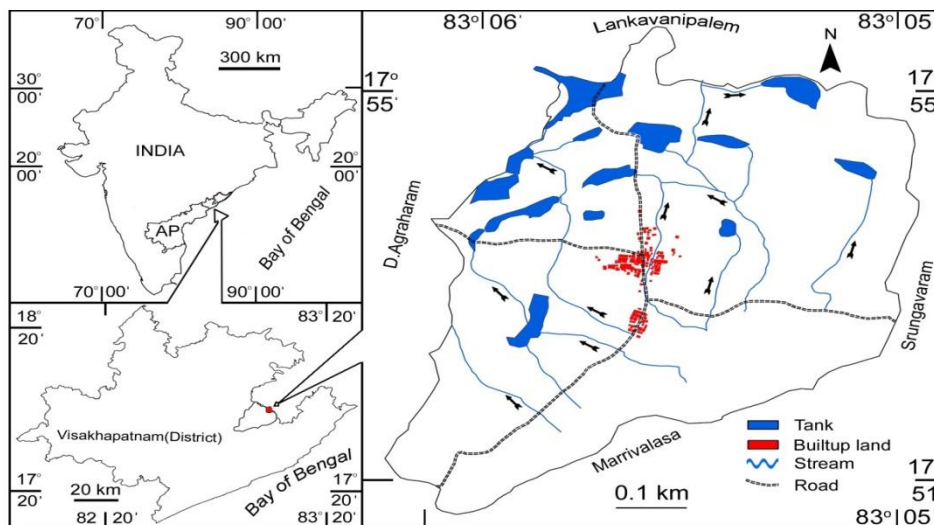 70° 90° 00'
300 km
30°
00'
INDIA
20°
00'
20°
00'
AP
Bay of Bengal
70° 00' 90° 00'
83° 20'
18°
20'
Visakhapatnam(District)
Bay of Bengal
17°
20'
20 km
17°
20'
82° 20' 83° 20'
83° 06' 83° 05'
Lankavanipalem
N
17°
55'
17°
55'
D.Agraharam
Srungavaram
Marrivalasa
Tank
Builtup land
Stream
Road
0.1 km
17°
51'
83° 05'